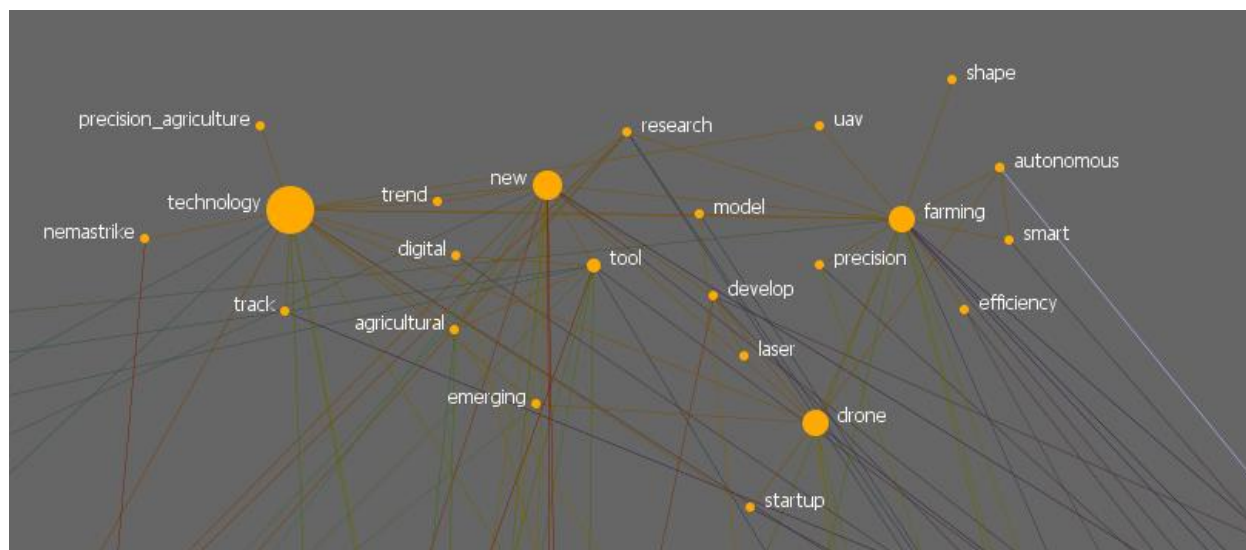 shape
precision_agriculture
research
uav
autonomous
new
trend
technology
model
farming
nemastrike
smart
digital
tool
precision
track
develop
efficiency
agricultural
laser
emerging
drone
startup